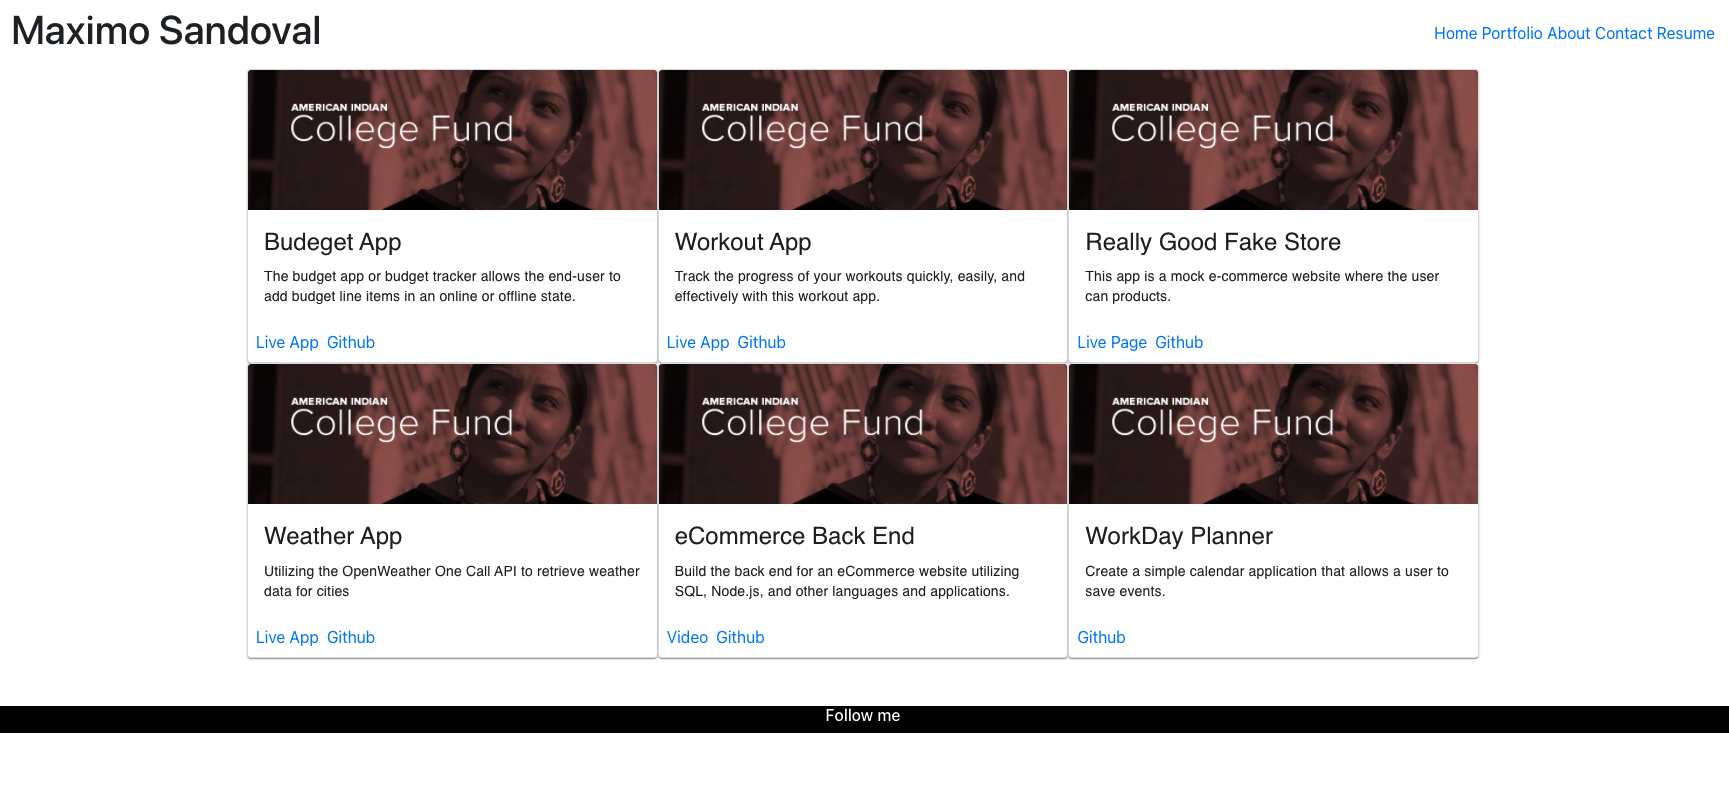 Maximo Sandoval
Home Portfolio About Contact Resume
AMERICAN INDIAN
College Fund
Budeget App
The budget app or budget tracker allows the end-user to
add budget line items in an online or offline state.
Live App Github
AMERICAN INDIAN
College Fund
Workout App
Track the progress of your workouts quickly, easily, and
effectively with this workout app.
Live App Github
AMERICAN INDIAN
College Fund
Really Good Fake Store
This app is a mock e-commerce website where the user
can products.
Live Page Github
AMERICAN INDIAN
College Fund
Weather App
Utilizing the OpenWeather One Call API to retrieve weather
data for cities
Live App Github
AMERICAN INDIAN
College Fund
eCommerce Back End
Build the back end for an eCommerce website utilizing
SQL, Node.js, and other languages and applications.
Video Github
AMERICAN INDIAN
College Fund
WorkDay Planner
Create a simple calendar application that allows a user to
save events.
Github
Follow me